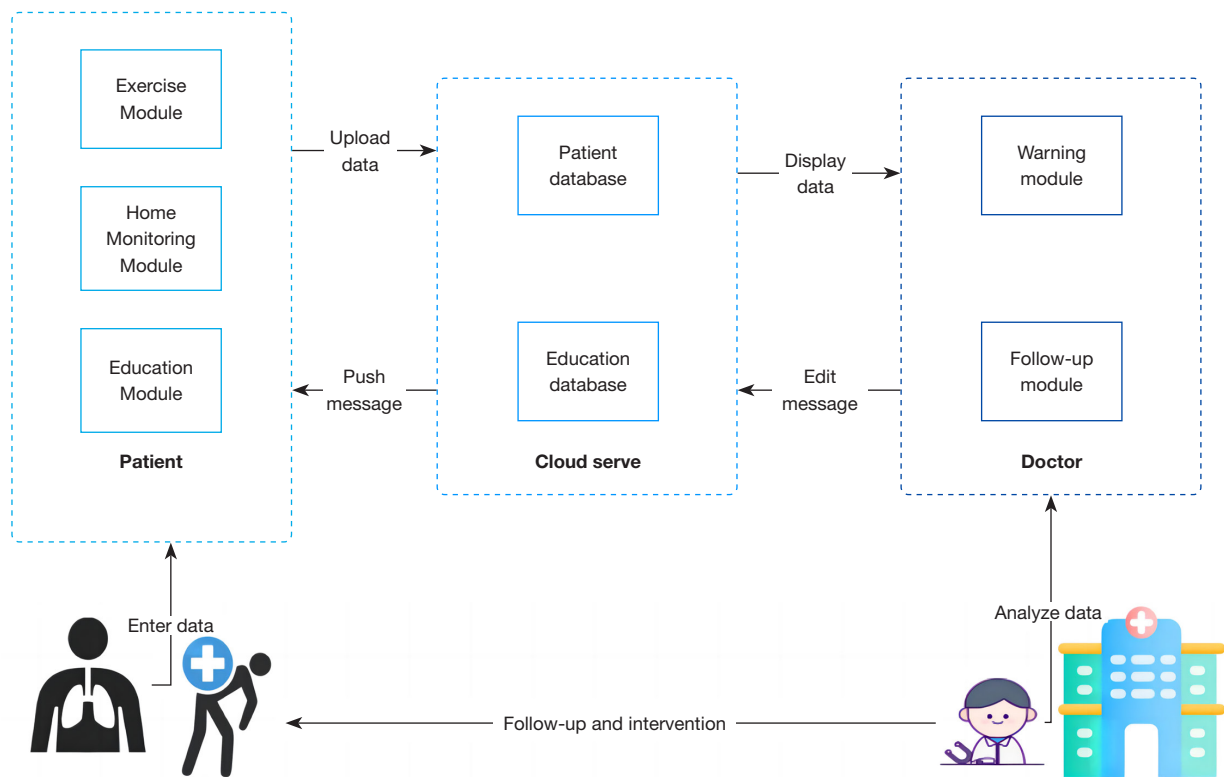 Exercise
Module
Home
Monitoring
Module
Education
Module
Patient
Upload
data
Push
message
Patient
database
Education
database
Cloud serve
Display
data
Edit
message
Warning
module
Follow-up
module
Doctor
Enter data
Follow-up and intervention
Analyze data